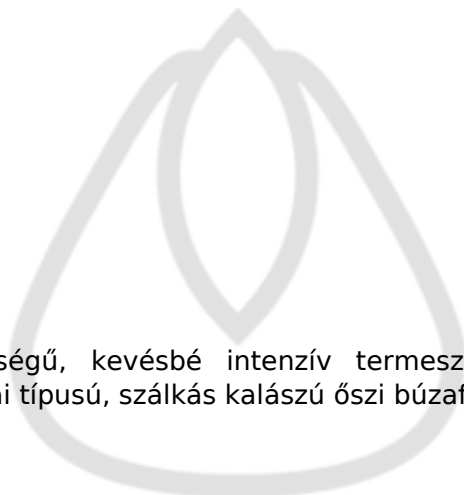 ségű, kevésbé intenzív termesz
i típusú, szálkás kalászú őszi búzaf